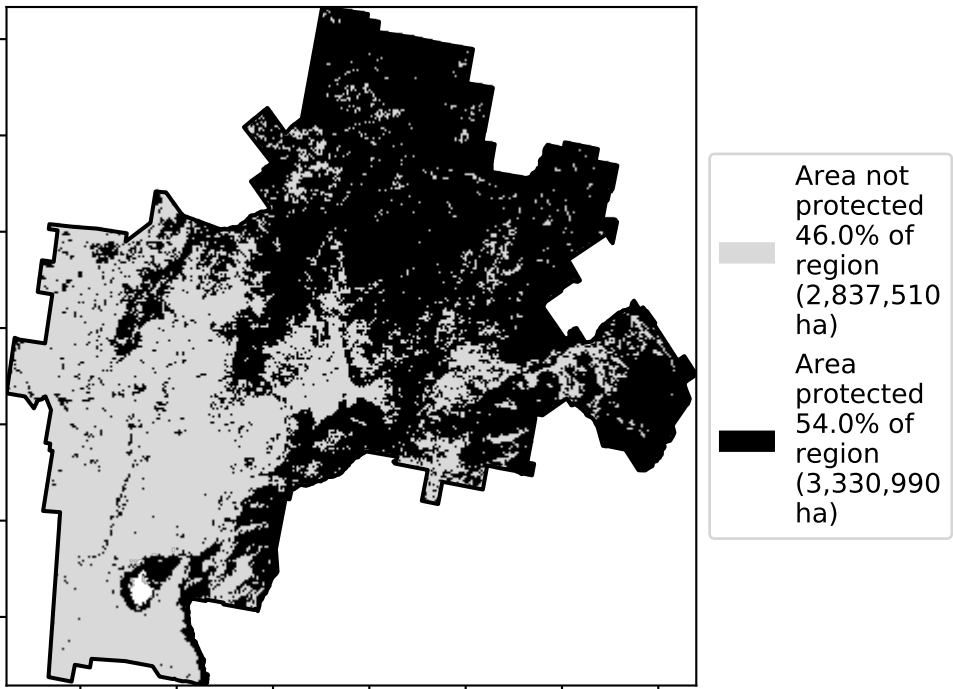 Area not
protected
46.0% of
region
(2,837,510
ha)
Area
protected
54.0% of
region
(3,330,990
ha)